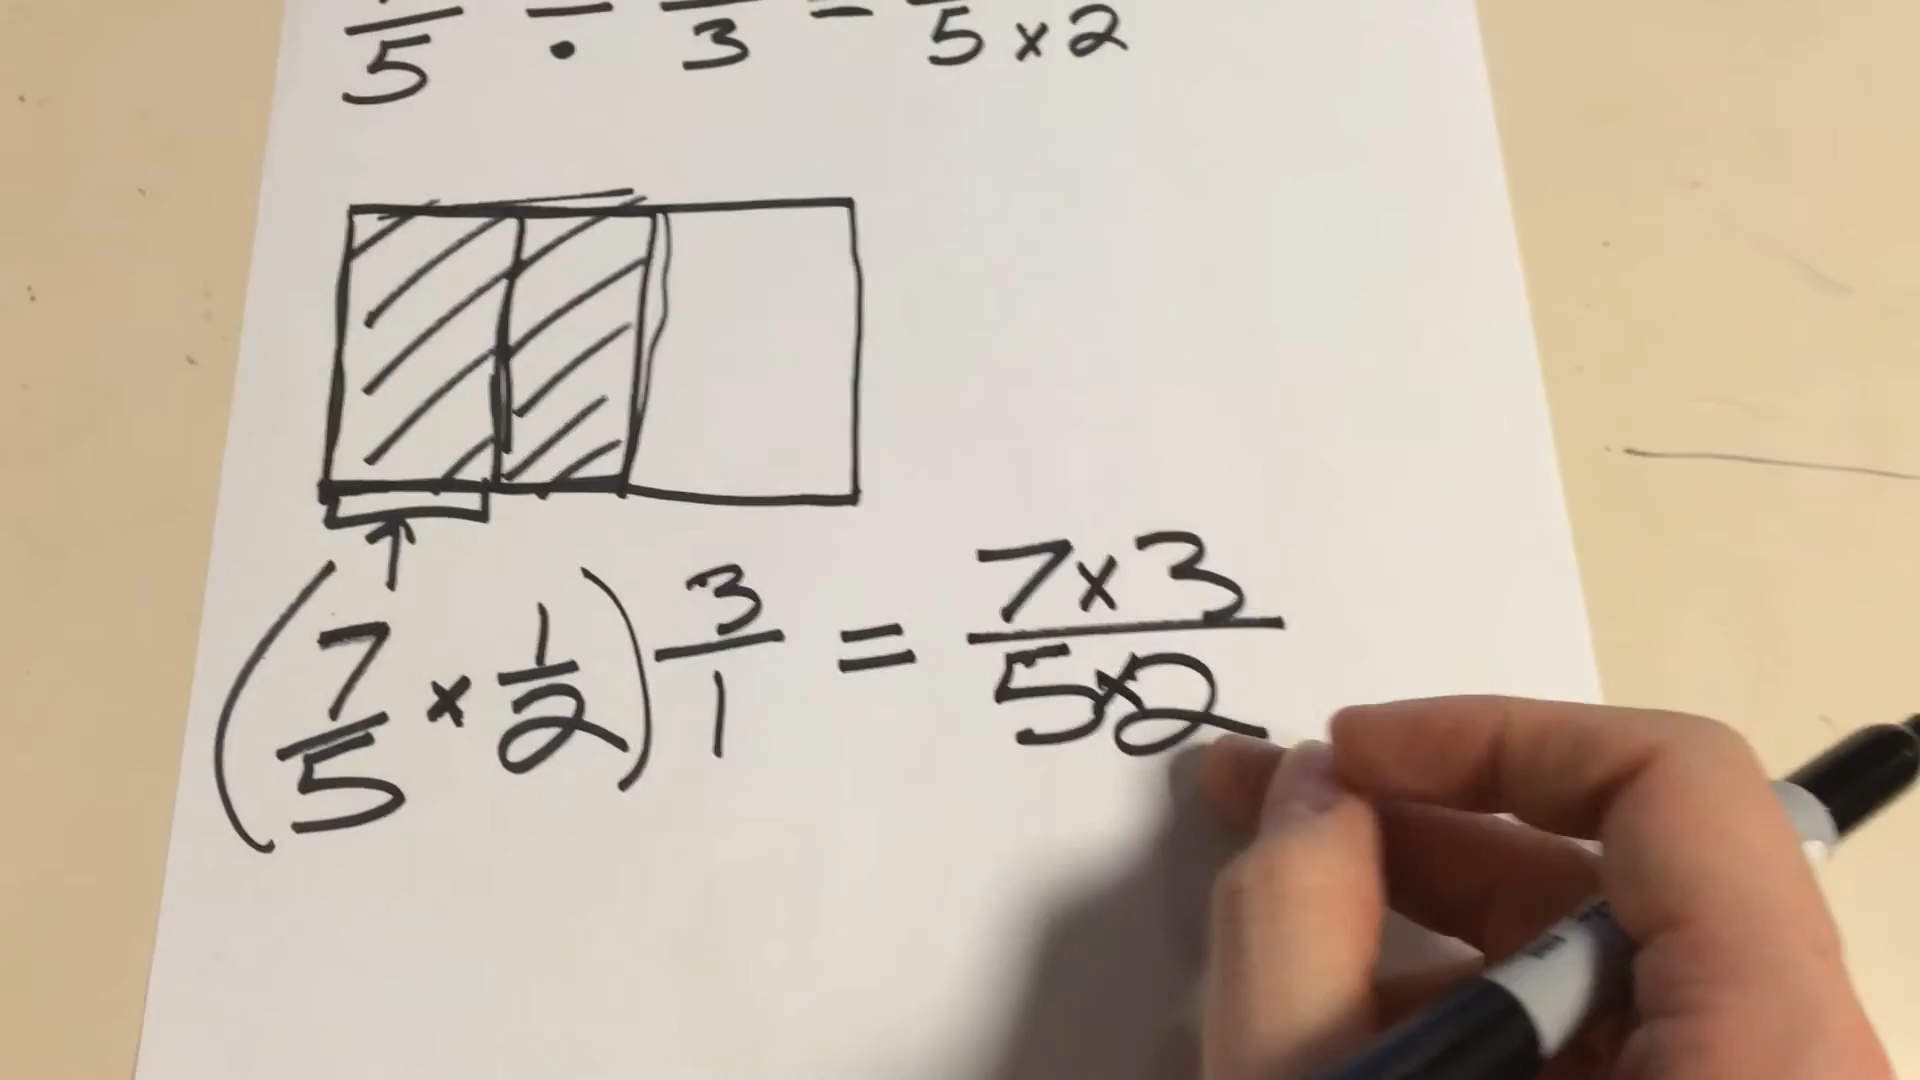 /5 ÷ /3 = /5 × 2
(7/5 × 1/2) 3/1 = 7×3/5×2